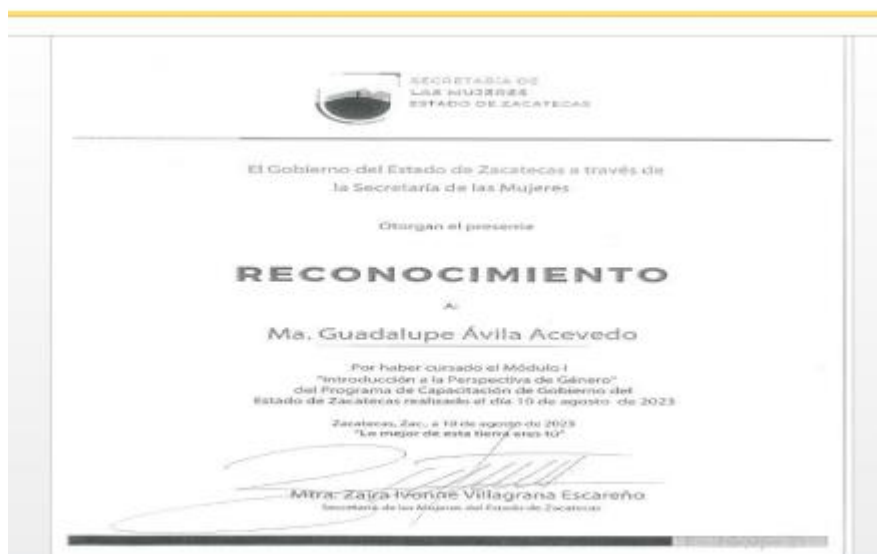 SECRETARÍA DE
LAS MUJERES
ESTADO DE ZACATECAS
El Gobierno del Estado de Zacatecas a través de
la Secretaría de las Mujeres
Otorgan el presente
RECONOCIMIENTO
A:
Ma. Guadalupe Ávila Acevedo
Por haber cursado el Módulo I
"Introducción a la Perspectiva de Género"
del Programa de Capacitación de Gobierno del
Estado de Zacatecas realizado el día 10 de agosto de 2023
Zacatecas, Zac., a 10 de agosto de 2023
"Lo mejor de esta tierra eres tú"
Mtra. Zaira Ivonne Villagrana Escareño
Secretaria de las Mujeres del Estado de Zacatecas